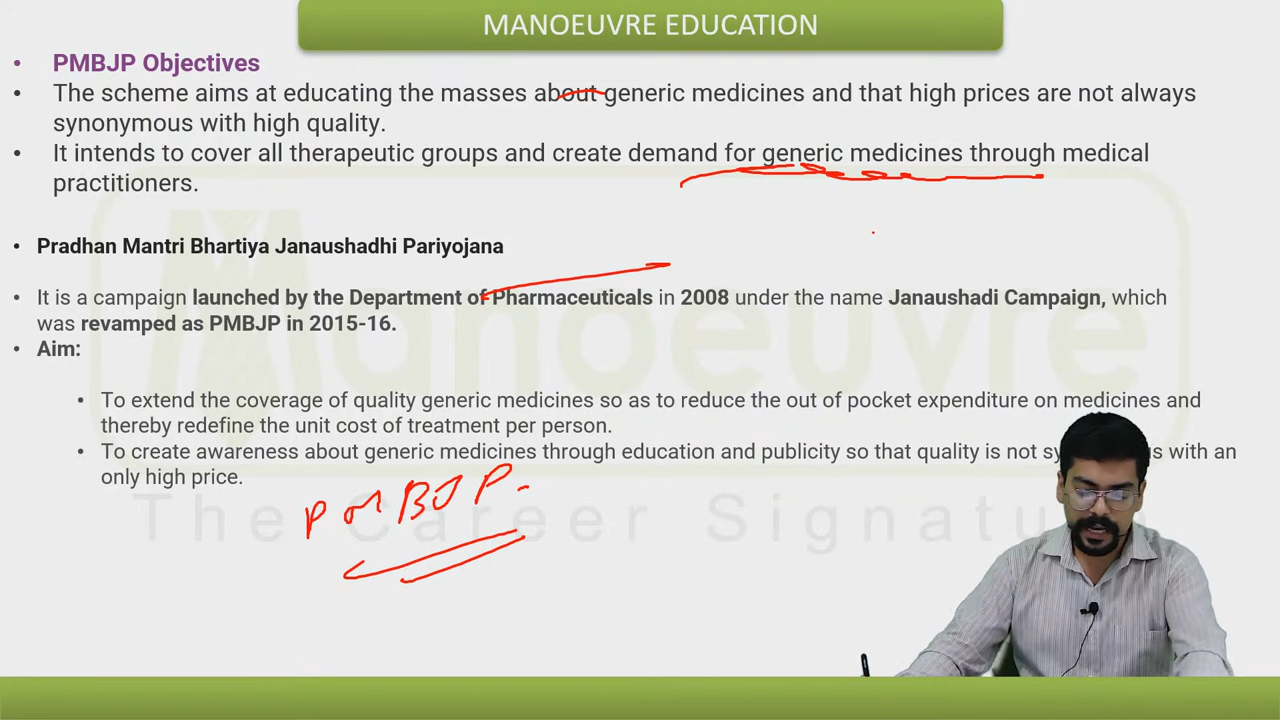 MANOEUVRE EDUCATION
• PMBJP Objectives
• The scheme aims at educating the masses about generic medicines and that high prices are not always
synonymous with high quality.
• It intends to cover all therapeutic groups and create demand for generic medicines through medical
practitioners.
• Pradhan Mantri Bhartiya Janaushadhi Pariyojana
• It is a campaign launched by the Department of Pharmaceuticals in 2008 under the name Janaushadi Campaign, which
was revamped as PMBJP in 2015-16.
• Aim:
• To extend the coverage of quality generic medicines so as to reduce the out of pocket expenditure on medicines and
thereby redefine the unit cost of treatment per person.
• To create awareness about generic medicines through education and publicity so that quality is not with an
only high price.
PMBJP
Manoeuvre
The Career Signatu